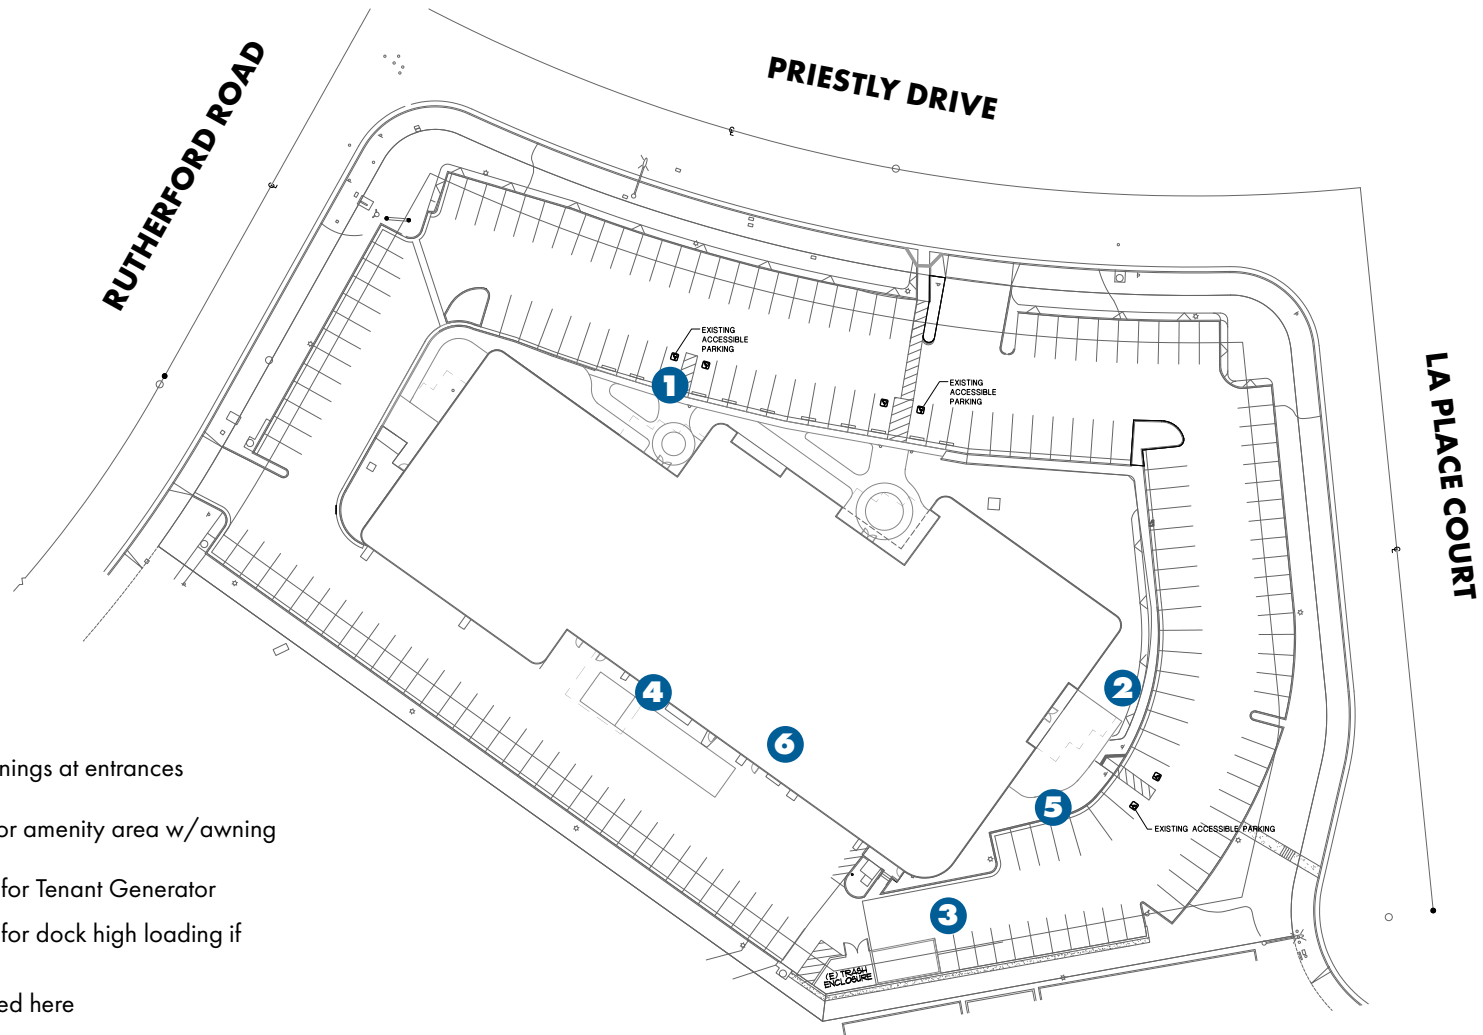 PRIESTLY DRIVE
RUTHERFORD ROAD
EXISTING
ACCESSIBLE
PARKING
1
EXISTING
ACCESSIBLE
PARKING
LA PLACE COURT
2
4
6
5
EXISTING ACCESSIBLE PARKING
3
(E) TRASH
ENCLOSURE
nings at entrances
or amenity area w/awning
for Tenant Generator
for dock high loading if
ed here